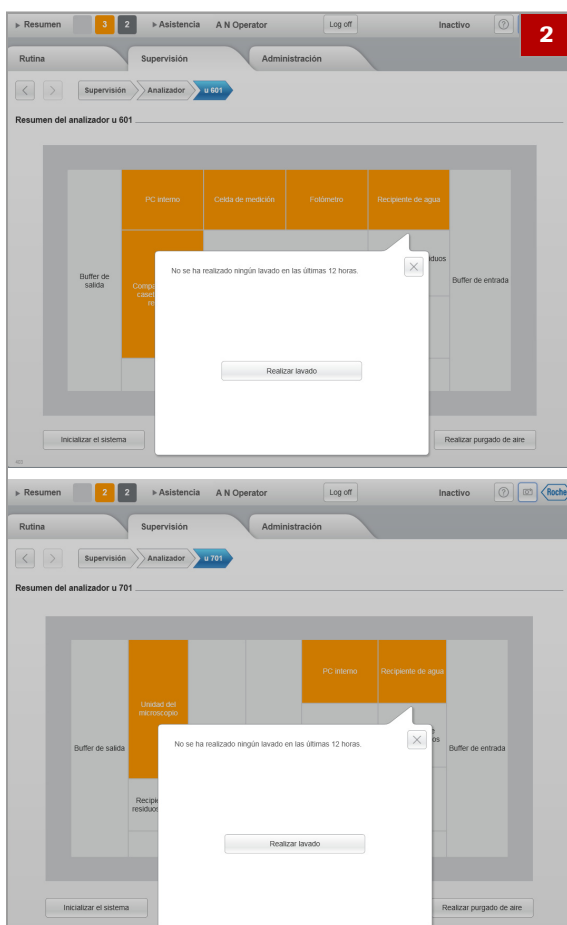 ▸ Resumen 3 2 ▸ Asistencia A N Operator Log off Inactivo ?
2
Rutina Supervisión Administración
Supervisión Analizador u 601
Resumen del analizador u 601
PC interno Celda de medición Fotómetro Recipiente de agua
Buffer de
salida
Buffer de entrada
No se ha realizado ningún lavado en las últimas 12 horas.
Realizar lavado
Inicializar el sistema Realizar purgado de aire
▸ Resumen 2 2 ▸ Asistencia A N Operator Log off Inactivo ? Roche
Rutina Supervisión Administración
Supervisión Analizador u 701
Resumen del analizador u 701
PC interno Recipiente de agua
Unidad del
microscopio
Buffer de salida Buffer de entrada
No se ha realizado ningún lavado en las últimas 12 horas.
Realizar lavado
Inicializar el sistema Realizar purgado de aire